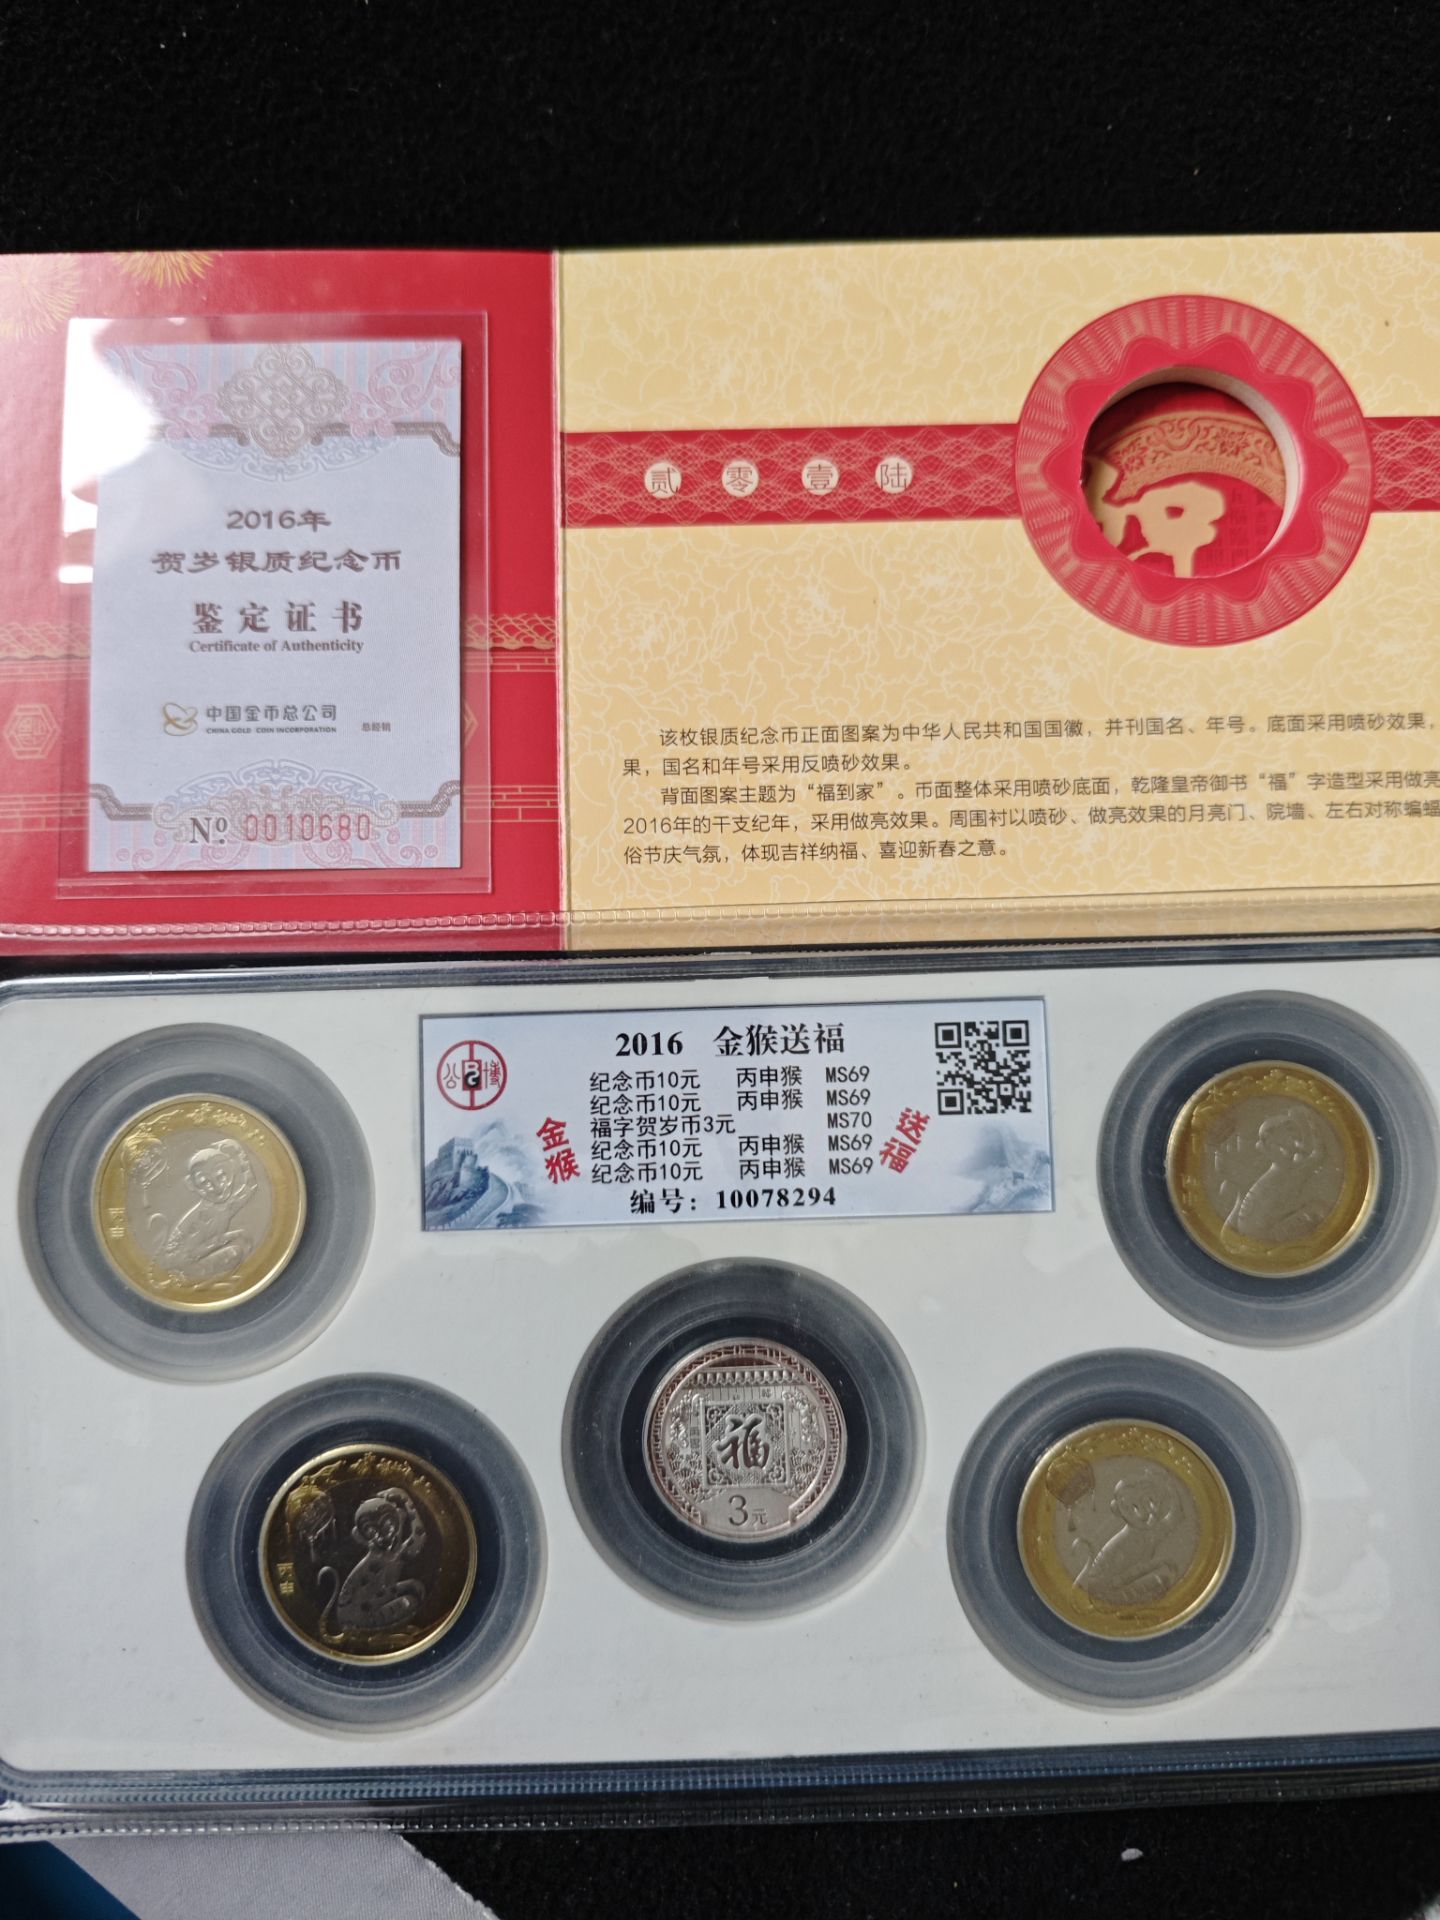 2016年
贺岁银质纪念币
鉴定证书
Certificate of Authenticity
中国金币总公司 总经销
CHINA GOLD COIN INCORPORATION
№ 0010680
贰零壹陆
该枚银质纪念币正面图案为中华人民共和国国徽，并刊国名、年号。底面采用喷砂效果，
果，国名和年号采用反喷砂效果。
背面图案主题为“福到家”。币面整体采用喷砂底面，乾隆皇帝御书“福”字造型采用做亮
2016年的干支纪年，采用做亮效果。周围衬以喷砂、做亮效果的月亮门、院墙、左右对称蝙蝠
俗节庆气氛，体现吉祥纳福、喜迎新春之意。
公博
2016 金猴送福
纪念币10元 丙申猴 MS69
纪念币10元 丙申猴 MS69
福字贺岁币3元 MS70
纪念币10元 丙申猴 MS69
纪念币10元 丙申猴 MS69
金猴
送福
编号：10078294
丙申
丙申
丙申
福
3元